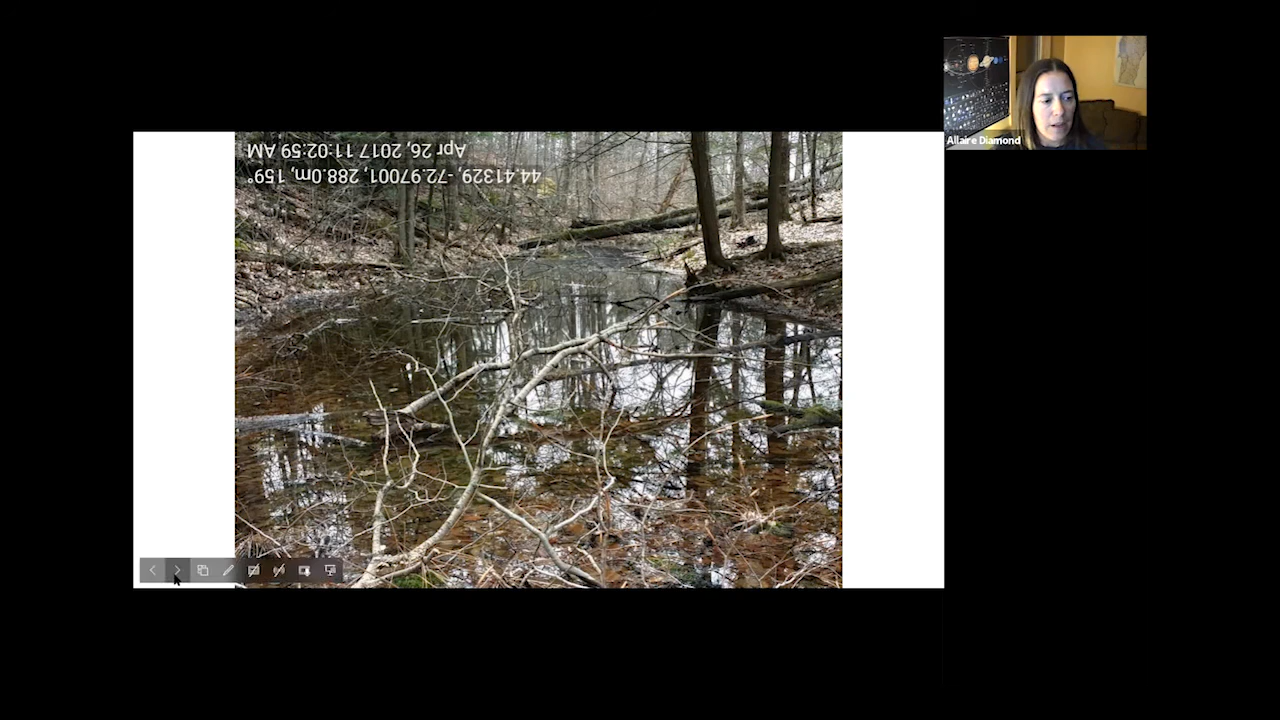 Apr 26, 2017 11:02:59 AM
44.41329, -72.97001, 288.0m, 159°
Allaire Diamond